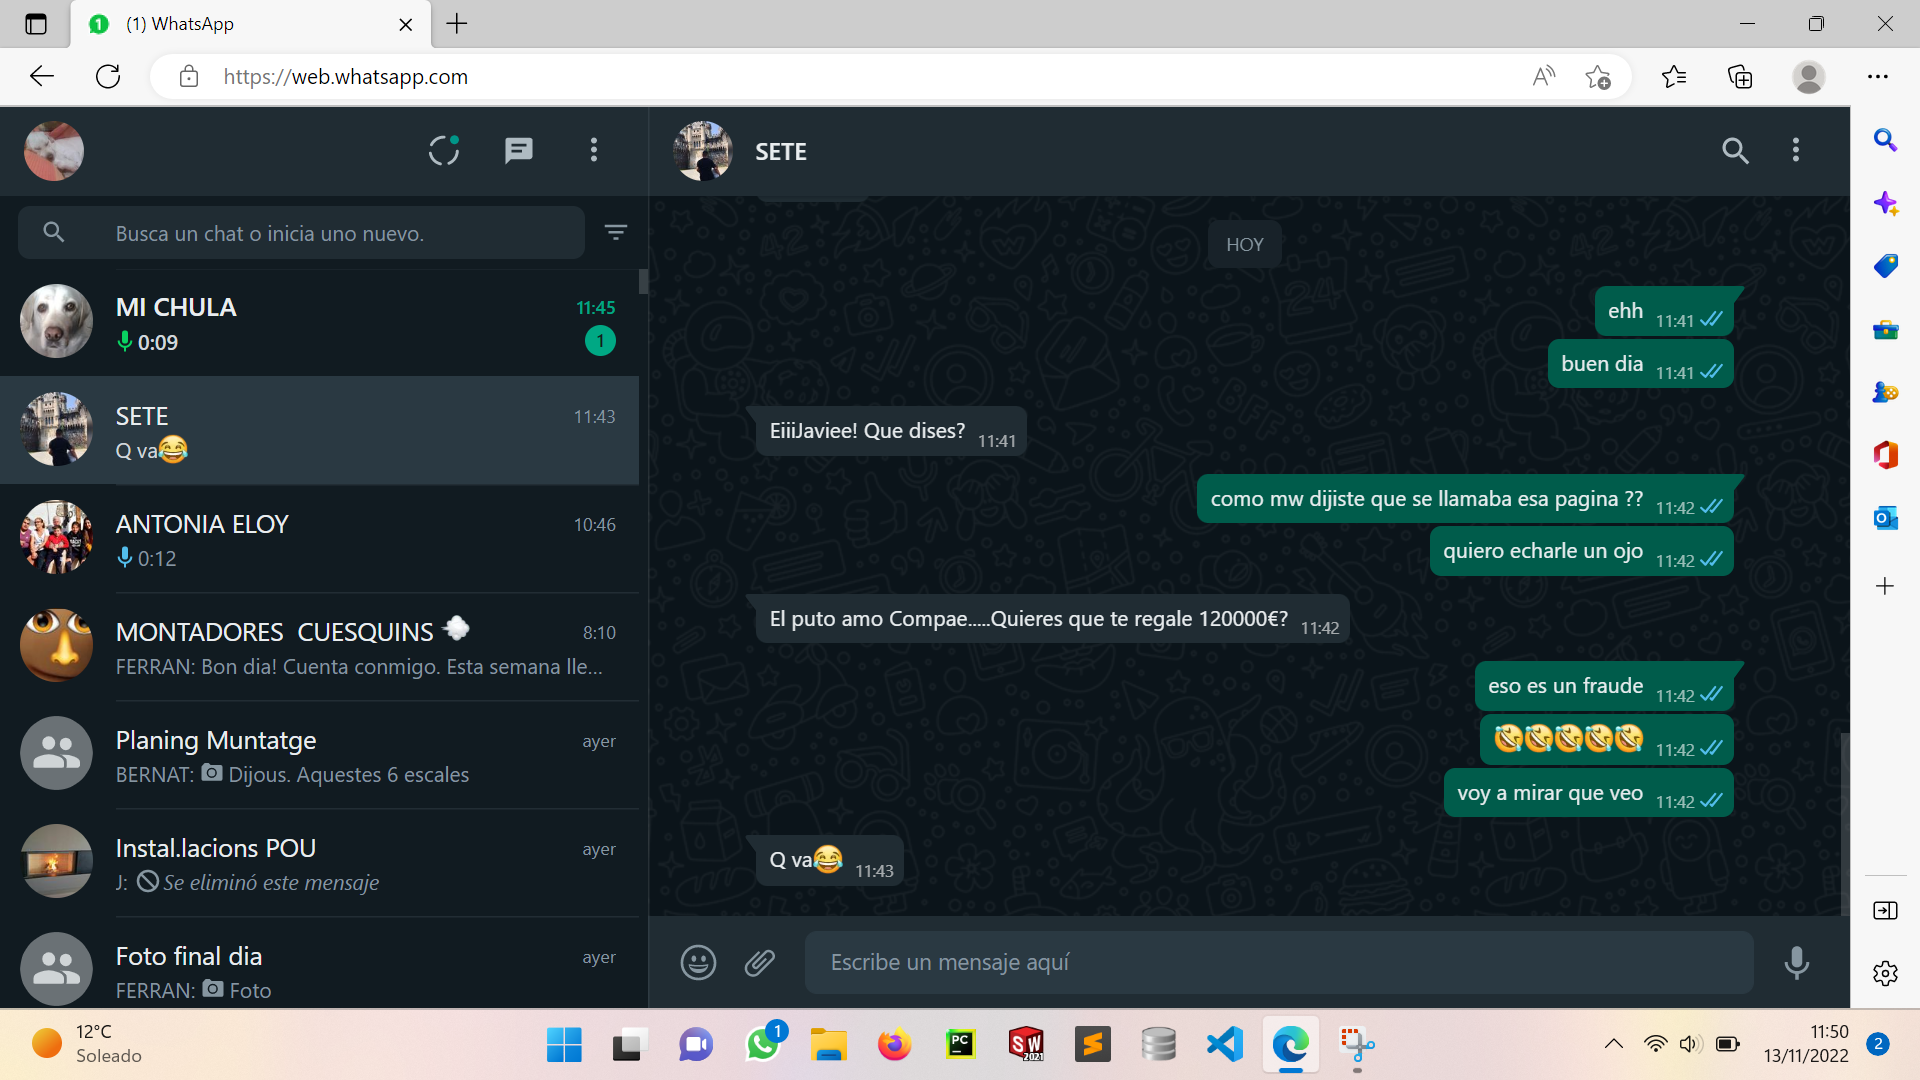 (1) WhatsApp
https://web.whatsapp.com
Busca un chat o inicia uno nuevo.
MI CHULA
11:45
0:09
1
SETE
11:43
Q va😂
ANTONIA ELOY
10:46
0:12
MONTADORES  CUESQUINS 💨
8:10
FERRAN: Bon dia! Cuenta conmigo. Esta semana lle...
Planing Muntatge
ayer
BERNAT: Dijous. Aquestes 6 escales
Instal.lacions POU
ayer
J: Se eliminó este mensaje
Foto final dia
ayer
FERRAN: Foto
SETE
HOY
ehh 11:41
buen dia 11:41
EiiiJaviee! Que dises? 11:41
como mw dijiste que se llamaba esa pagina ?? 11:42
quiero echarle un ojo 11:42
El puto amo Compae.....Quieres que te regale 120000€? 11:42
eso es un fraude 11:42
🤣🤣🤣🤣🤣 11:42
voy a mirar que veo 11:42
Q va😂 11:43
Escribe un mensaje aquí
12°C
Soleado
1
PC
SW
2021
11:50
13/11/2022
2